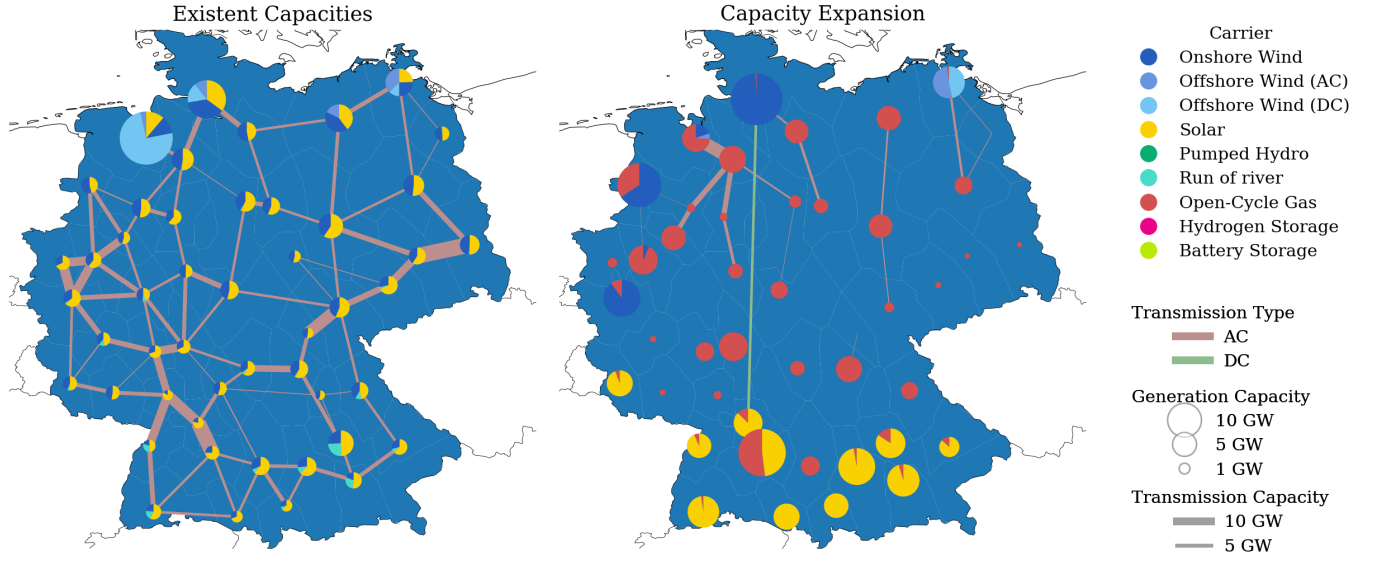 Existent Capacities
Capacity Expansion
Carrier
Onshore Wind
Offshore Wind (AC)
Offshore Wind (DC)
Solar
Pumped Hydro
Run of river
Open-Cycle Gas
Hydrogen Storage
Battery Storage
Transmission Type
AC
DC
Generation Capacity
10 GW
5 GW
1 GW
Transmission Capacity
10 GW
5 GW